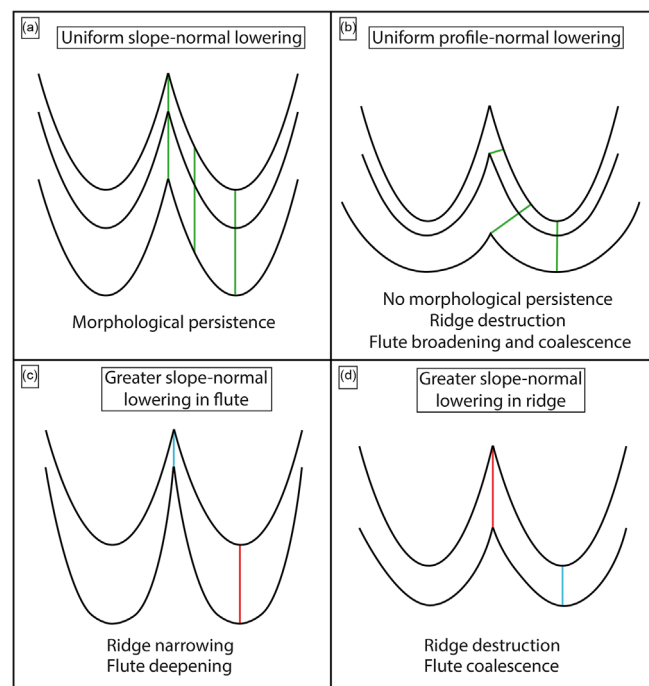 (a)
Uniform slope-normal lowering
Morphological persistence
(b)
Uniform profile-normal lowering
No morphological persistence
Ridge destruction
Flute broadening and coalescence
(c)
Greater slope-normal
lowering in flute
Ridge narrowing
Flute deepening
(d)
Greater slope-normal
lowering in ridge
Ridge destruction
Flute coalescence